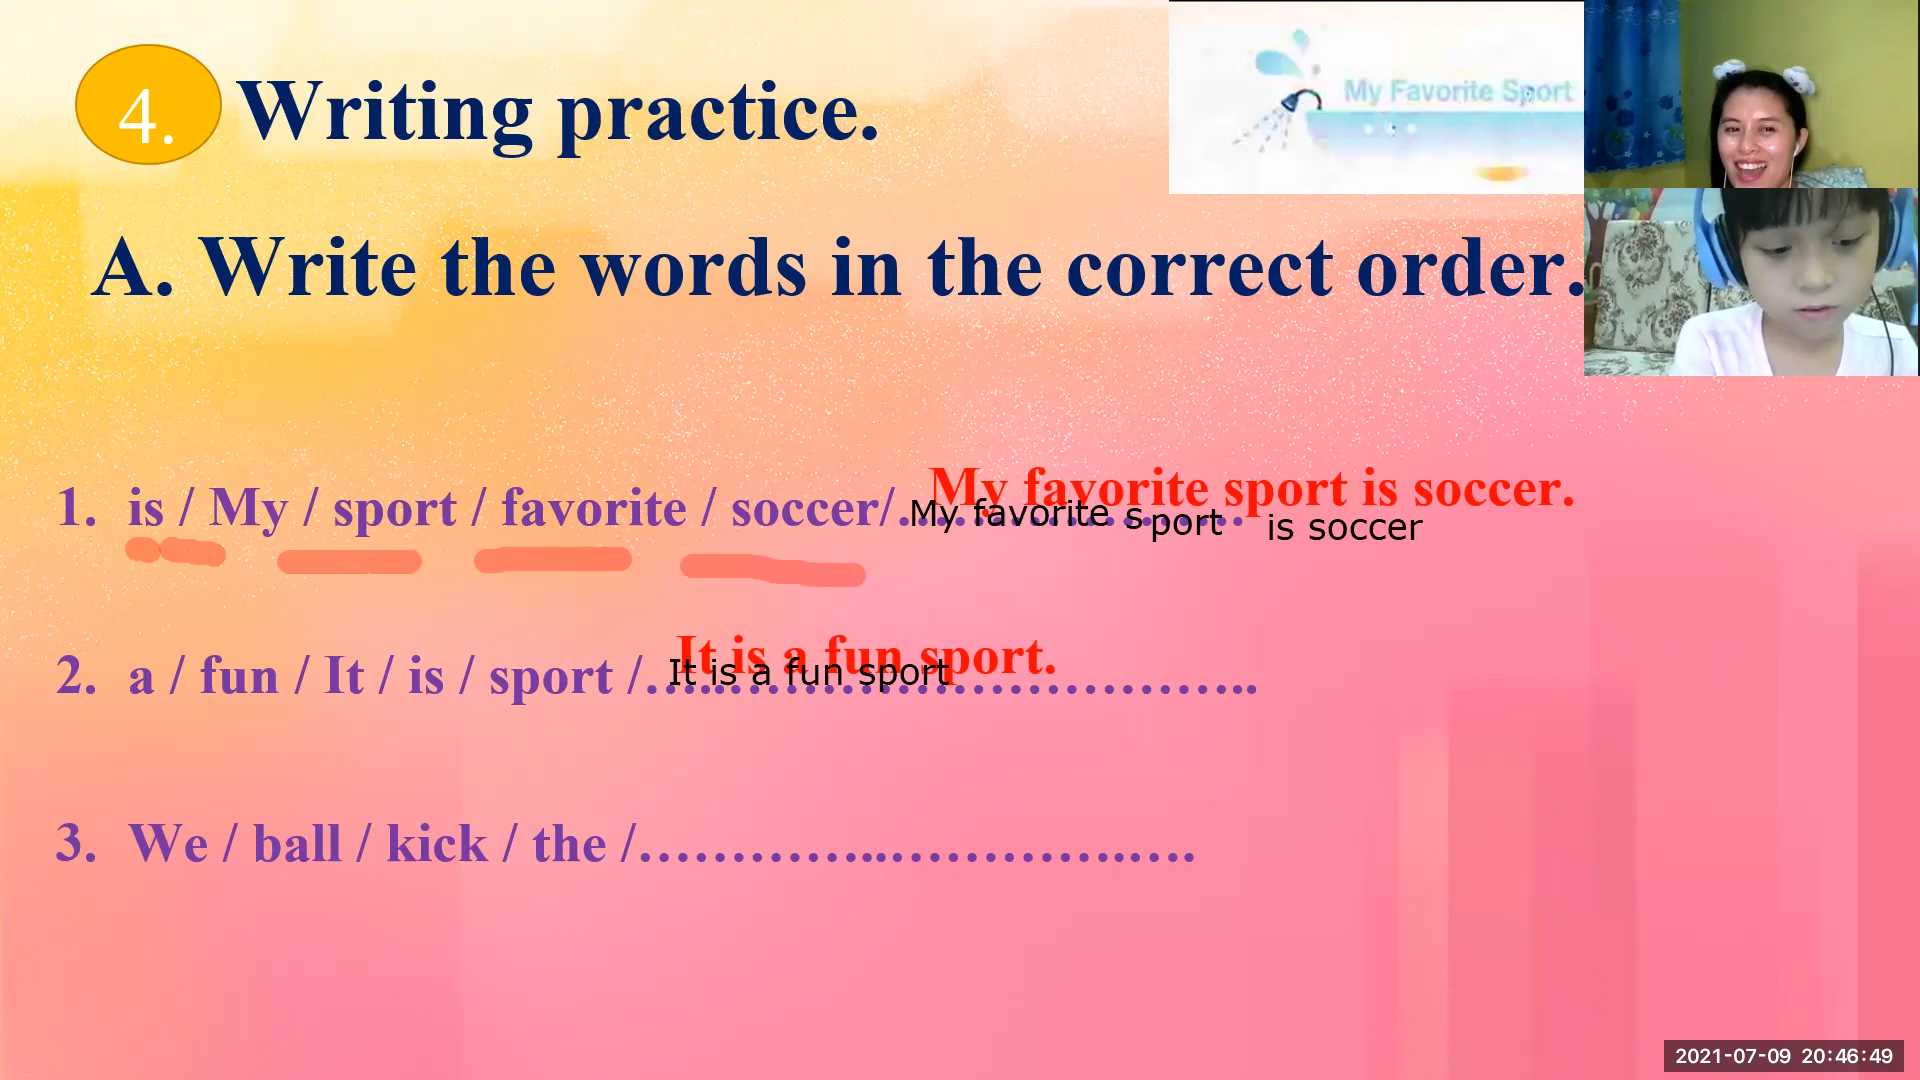 4. Writing practice.
My Favorite Sport
A. Write the words in the correct order.
My favorite sport is soccer.
1. is / My / sport / favorite / soccer/…………………
My favorite sport is soccer
It is a fun sport.
2. a / fun / It / is / sport /…...…………………………..
It is a fun sport
3. We / ball / kick / the /…………...………….….
2021-07-09 20:46:49